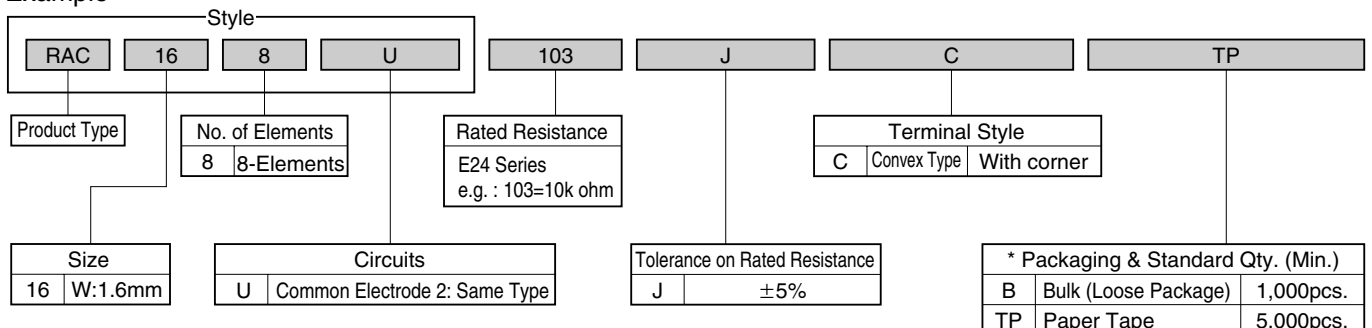 Example
Style
RAC 16 8 U 103 J C TP
Product Type
No. of Elements
8 8-Elements
Rated Resistance
E24 Series
e.g. : 103=10k ohm
Terminal Style
C Convex Type With corner
Size
16 W:1.6mm
Circuits
U Common Electrode 2: Same Type
Tolerance on Rated Resistance
J ±5%
* Packaging & Standard Qty. (Min.)
B Bulk (Loose Package) 1,000pcs.
TP Paper Tape 5,000pcs.